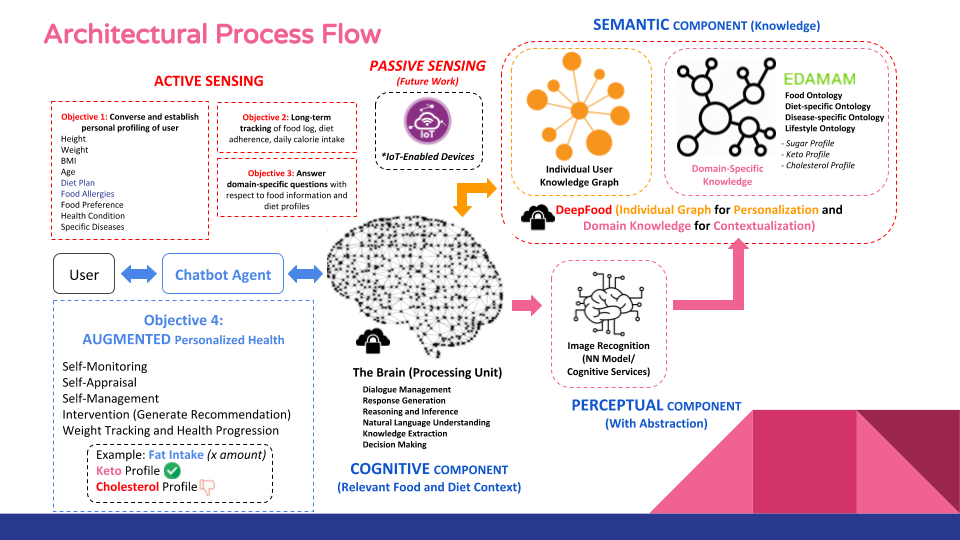 Architectural Process Flow
SEMANTIC COMPONENT (Knowledge)
PASSIVE SENSING
(Future Work)
ACTIVE SENSING
Objective 1: Converse and establish
personal profiling of user
Height
Weight
BMI
Age
Diet Plan
Food Allergies
Food Preference
Health Condition
Specific Diseases
Objective 2: Long-term
tracking of food log, diet
adherence, daily calorie intake
Objective 3: Answer
domain-specific questions with
respect to food information and
diet profiles
IoT
*IoT-Enabled Devices
Individual User
Knowledge Graph
EDAMAM
Food Ontology
Diet-specific Ontology
Disease-specific Ontology
Lifestyle Ontology
- Sugar Profile
- Keto Profile
- Cholesterol Profile
Domain-Specific
Knowledge
DeepFood (Individual Graph for Personalization and
Domain Knowledge for Contextualization)
User
Chatbot Agent
Objective 4:
AUGMENTED Personalized Health
Self-Monitoring
Self-Appraisal
Self-Management
Intervention (Generate Recommendation)
Weight Tracking and Health Progression
Example: Fat Intake (x amount)
Keto Profile
Cholesterol Profile
The Brain (Processing Unit)
Dialogue Management
Response Generation
Reasoning and Inference
Natural Language Understanding
Knowledge Extraction
Decision Making
COGNITIVE COMPONENT
(Relevant Food and Diet Context)
Image Recognition
(NN Model/
Cognitive Services)
PERCEPTUAL COMPONENT
(With Abstraction)